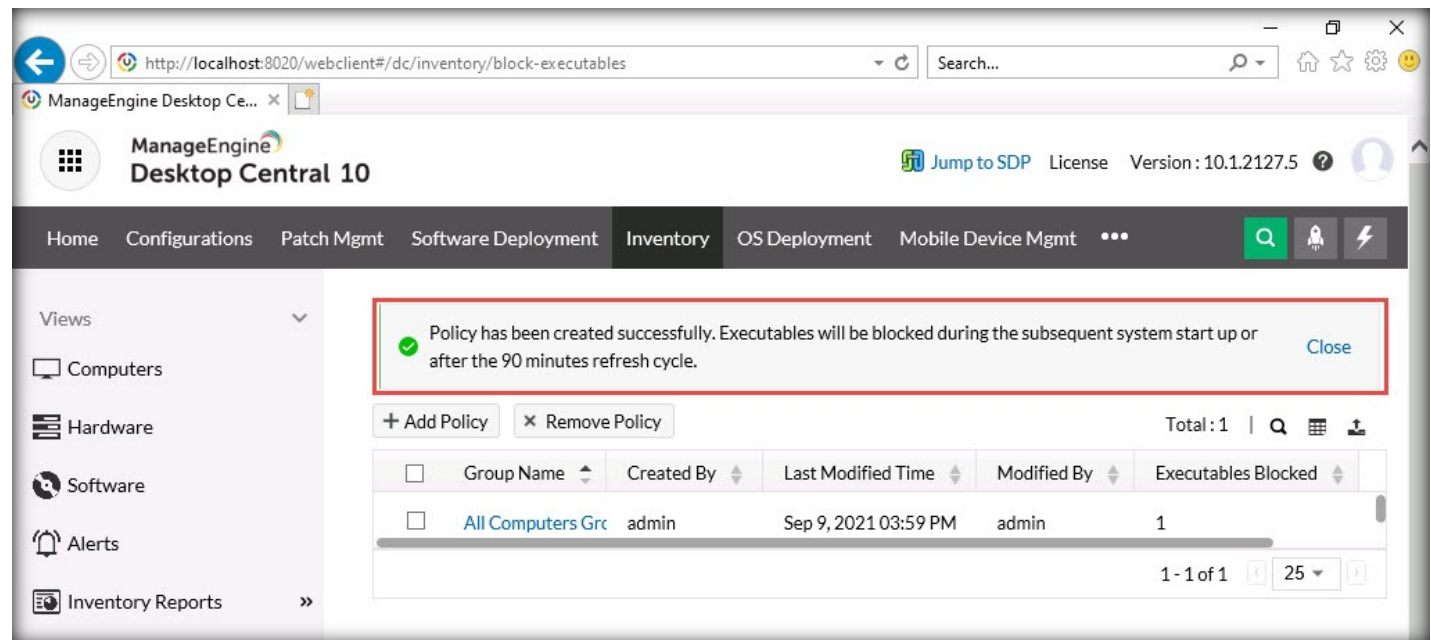 http://localhost:8020/webclient#/dc/inventory/block-executables
Search...
ManageEngine Desktop Ce...
ManageEngine
Desktop Central 10
Jump to SDP License Version : 10.1.2127.5
Home Configurations Patch Mgmt Software Deployment Inventory OS Deployment Mobile Device Mgmt •••
Views
Policy has been created successfully. Executables will be blocked during the subsequent system start up or
after the 90 minutes refresh cycle.
Close
Computers
Hardware
Software
Alerts
Inventory Reports »
+ Add Policy × Remove Policy
Total : 1 |
Group Name Created By Last Modified Time Modified By Executables Blocked
All Computers Grc admin Sep 9, 2021 03:59 PM admin 1
1 - 1 of 1 25